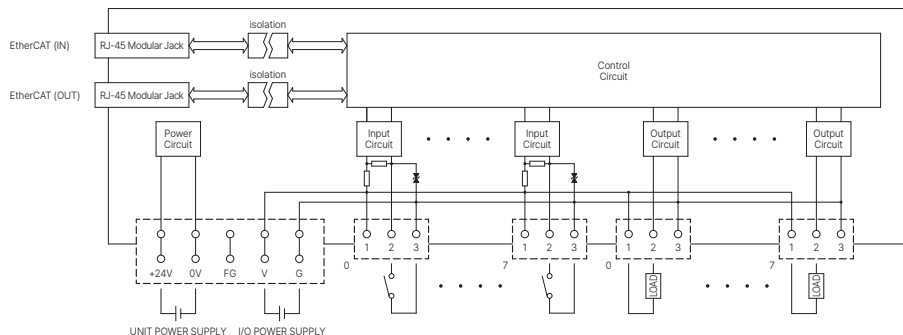 isolation
EtherCAT (IN)
RJ-45 Modular Jack
Control
Circuit
isolation
EtherCAT (OUT)
RJ-45 Modular Jack
Power
Circuit
Input
Circuit
Input
Circuit
Output
Circuit
Output
Circuit
+24V 0V FG V G
1 2 3
1 2 3
1 2 3
1 2 3
0
7
0
7
LOAD
LOAD
UNIT POWER SUPPLY
I/O POWER SUPPLY